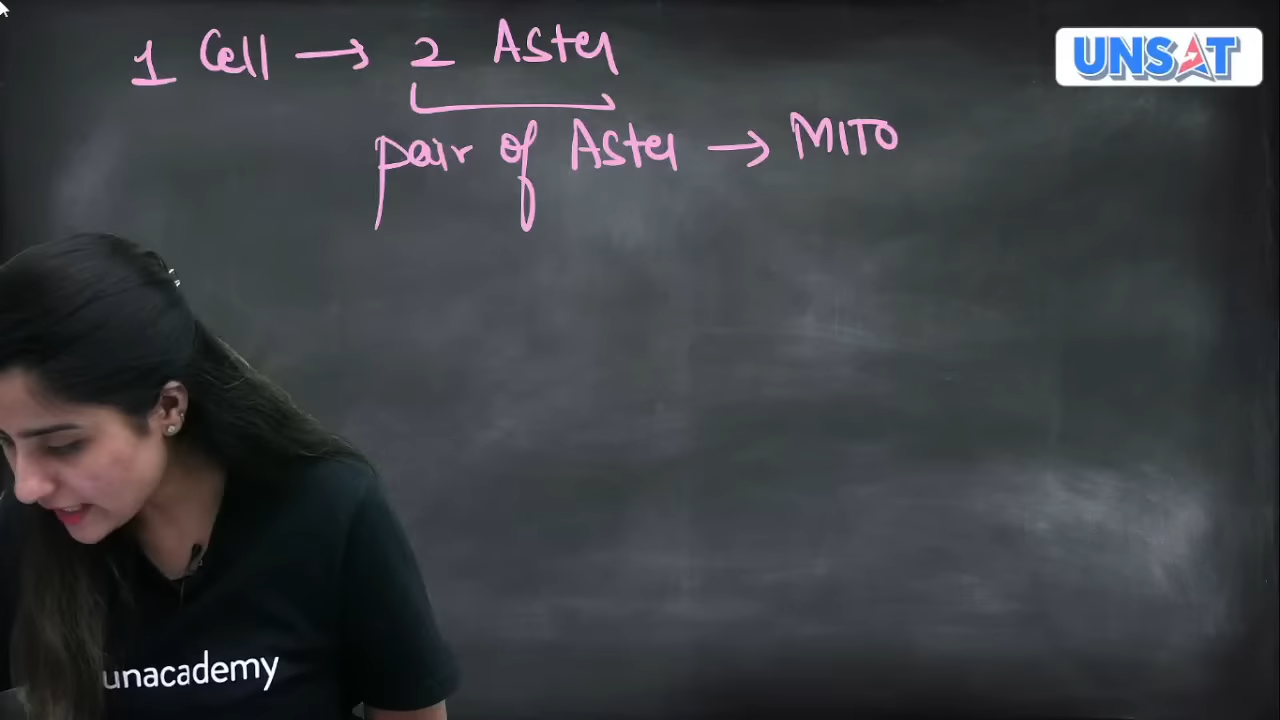 1 Cell → 2 Aster
UNSAT
pair of Aster → MITO
unacademy